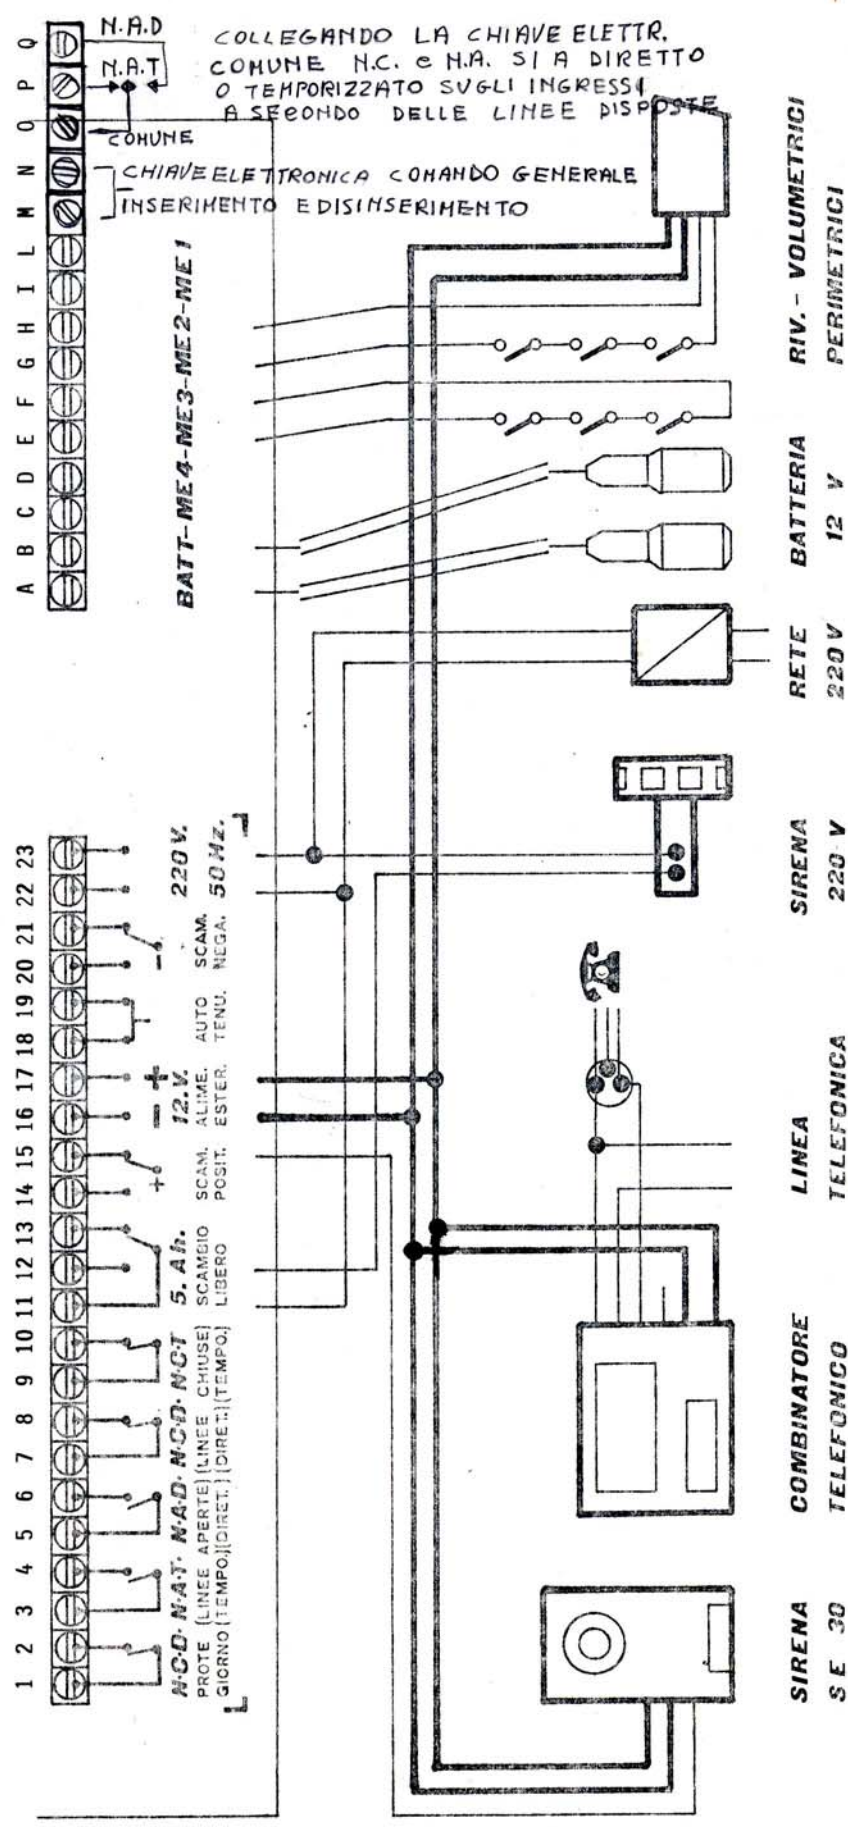 N.A.D
N.A.T
COMUNE
COLLEGANDO LA CHIAVE ELETTR.
COMUNE N.C. e N.A. SI A DIRETTO
O TEMPORIZZATO SUGLI INGRESSI
A SECONDO DELLE LINEE DISPOSTE
CHIAVE ELETTRONICA COMANDO GENERALE
INSERIMENTO E DISINSERIMENTO
A B C D E F G H I L M N O P Q
BATT-ME4-ME3-ME2-ME1
1 2 3 4 5 6 7 8 9 10 11 12 13 14 15 16 17 18 19 20 21 22 23
+ - + -
N·C·D· N·A·T· N·A·D· N·C·D· N·C·T 5. Ah. 12.V. 220V.
PROTE (LINEE APERTE) (LINEE CHIUSE) SCAMBIO SCAM. ALIME. AUTO SCAM. 50Hz.
GIORNO (TEMPO.)(DIRET.) (DIRET.)(TEMPO.) LIBERO POSIT. ESTER. TENU. NEGA.
RIV.- VOLUMETRICI
PERIMETRICI
BATTERIA
12 V
RETE
220V
SIRENA
220-V
LINEA
TELEFONICA
COMBINATORE
TELEFONICO
SIRENA
SE 30